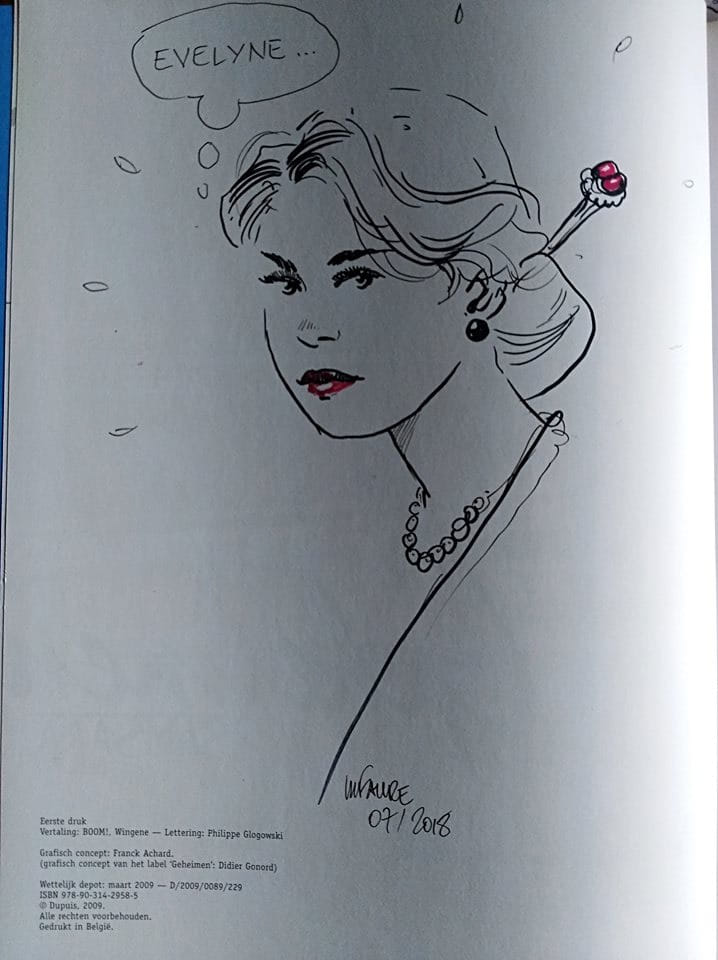 EVELYNE ...
M FAURE
07/2018
Eerste druk
Vertaling: BOOM!, Wingene — Lettering: Philippe Glogowski
Grafisch concept: Franck Achard.
(grafisch concept van het label 'Geheimen': Didier Gonord)
Wettelijk depot: maart 2009 — D/2009/0089/229
ISBN 978-90-314-2958-5
© Dupuis, 2009.
Alle rechten voorbehouden.
Gedrukt in België.